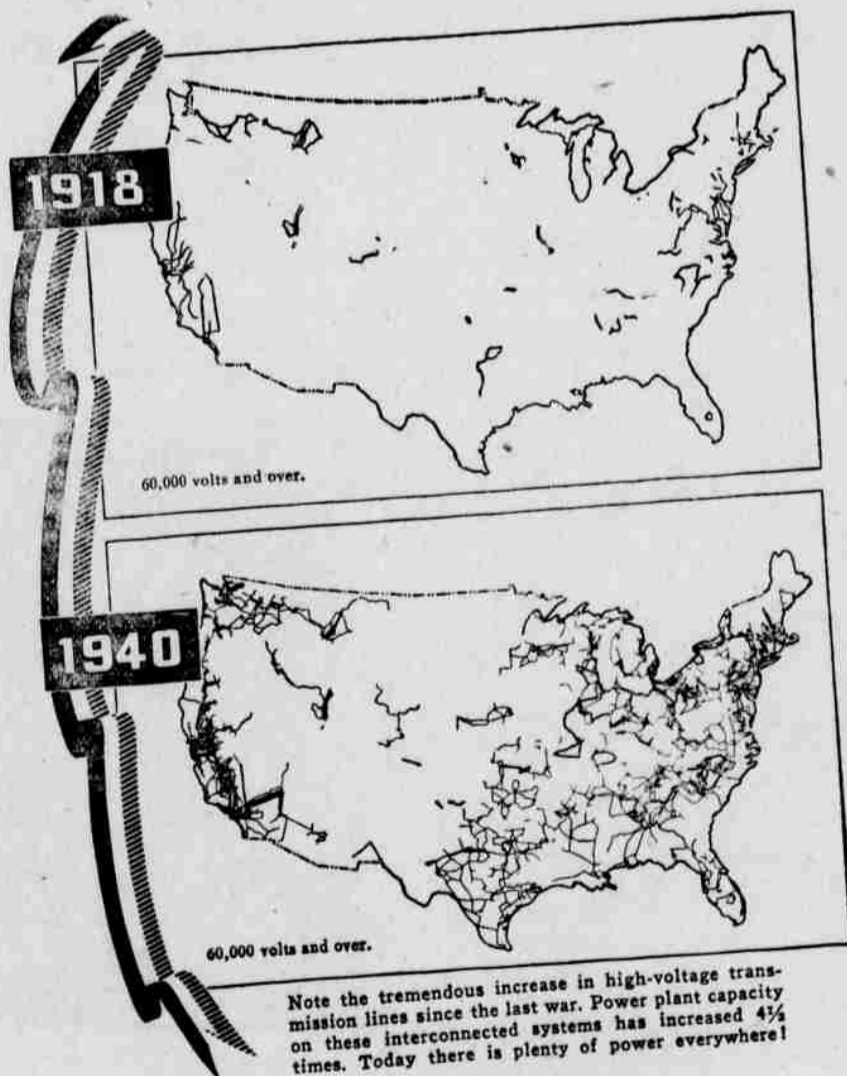 1918
60,000 volts and over.
1940
60,000 volts and over.
Note the tremendous increase in high-voltage trans-
mission lines since the last war. Power plant capacity
on these interconnected systems has increased 4⅓
times. Today there is plenty of power everywhere!